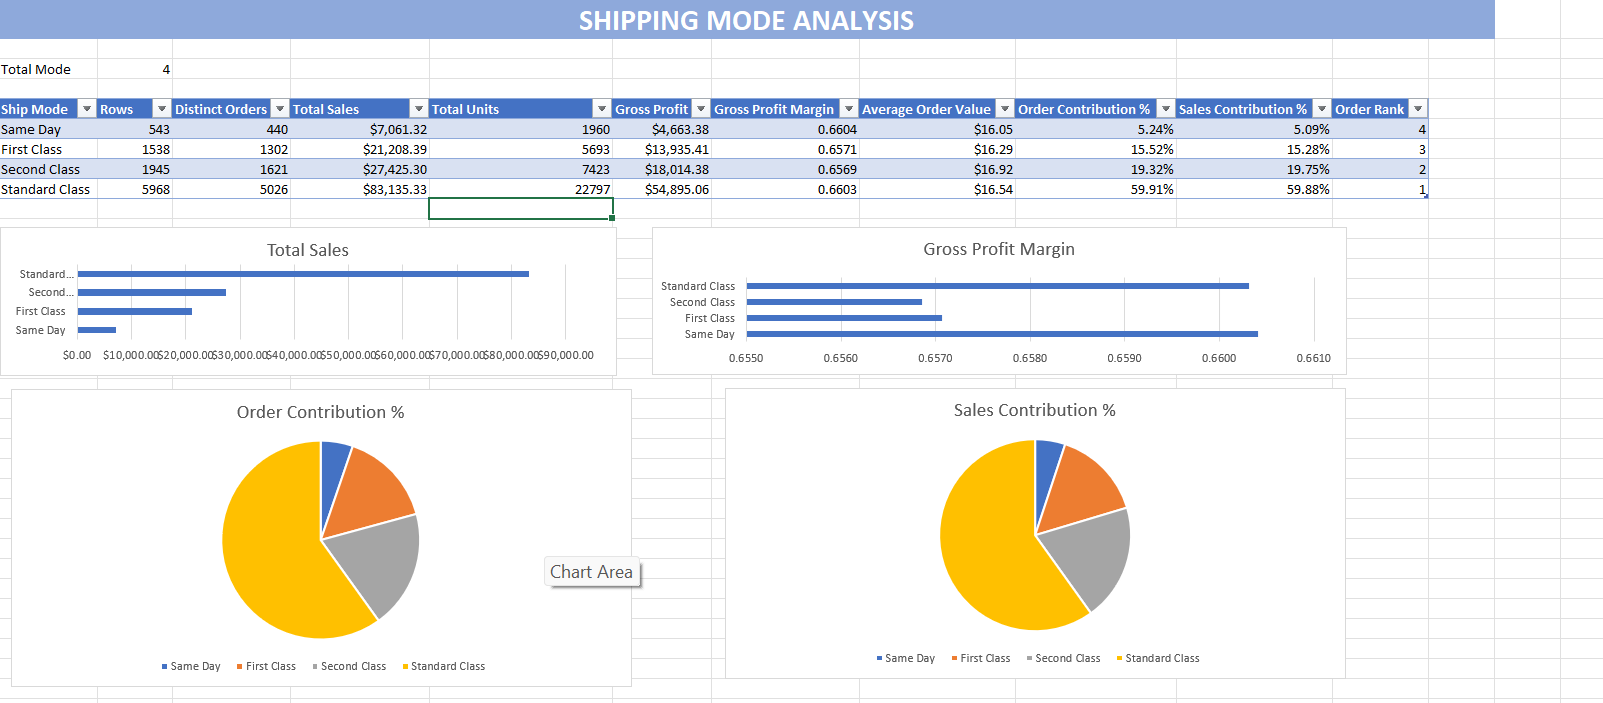 SHIPPING MODE ANALYSIS
Total Mode 4
Ship Mode Rows Distinct Orders Total Sales Total Units Gross Profit Gross Profit Margin Average Order Value Order Contribution % Sales Contribution % Order Rank
Same Day 543 440 $7,061.32 1960 $4,663.38 0.6604 $16.05 5.24% 5.09% 4
First Class 1538 1302 $21,208.39 5693 $13,935.41 0.6571 $16.29 15.52% 15.28% 3
Second Class 1945 1621 $27,425.30 7423 $18,014.38 0.6569 $16.92 19.32% 19.75% 2
Standard Class 5968 5026 $83,135.33 22797 $54,895.06 0.6603 $16.54 59.91% 59.88% 1
Total Sales
Standard...
Second...
First Class
Same Day
$0.00 $10,000.00 $20,000.00 $30,000.00 $40,000.00 $50,000.00 $60,000.00 $70,000.00 $80,000.00 $90,000.00
Gross Profit Margin
Standard Class
Second Class
First Class
Same Day
0.6550 0.6560 0.6570 0.6580 0.6590 0.6600 0.6610
Order Contribution %
Chart Area
Same Day First Class Second Class Standard Class
Sales Contribution %
Same Day First Class Second Class Standard Class